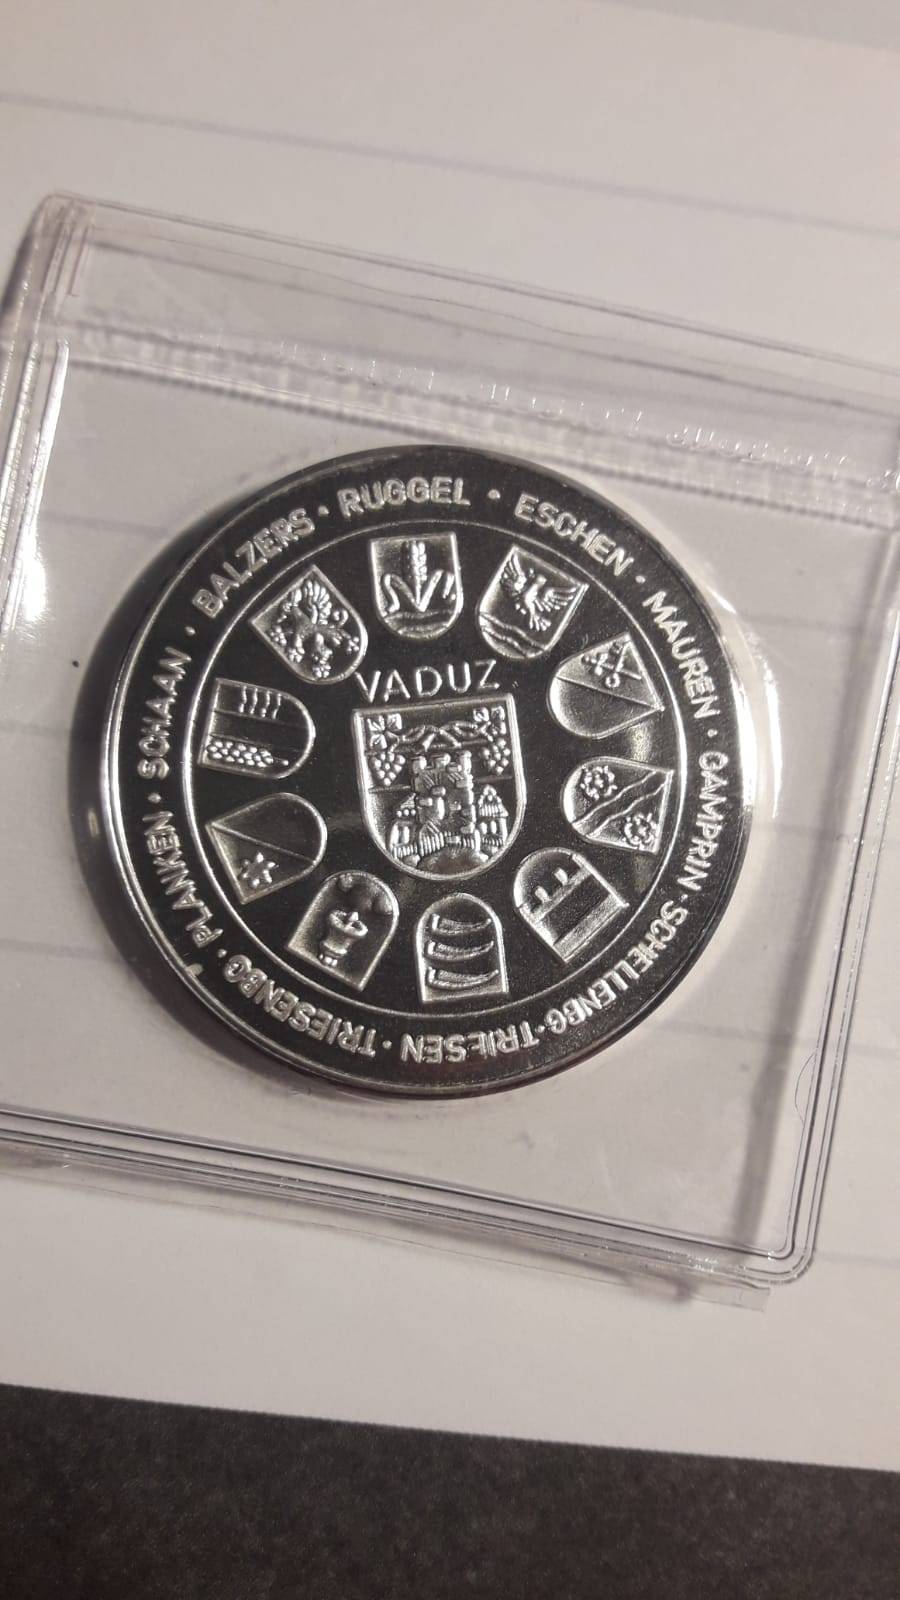 RUGGEL · ESCHEN · MAUREN · GAMPRIN · SCHELLENBG · TRIESEN · TRIESENBG · PLANKEN · SCHAAN · BALZERS ·
VADUZ